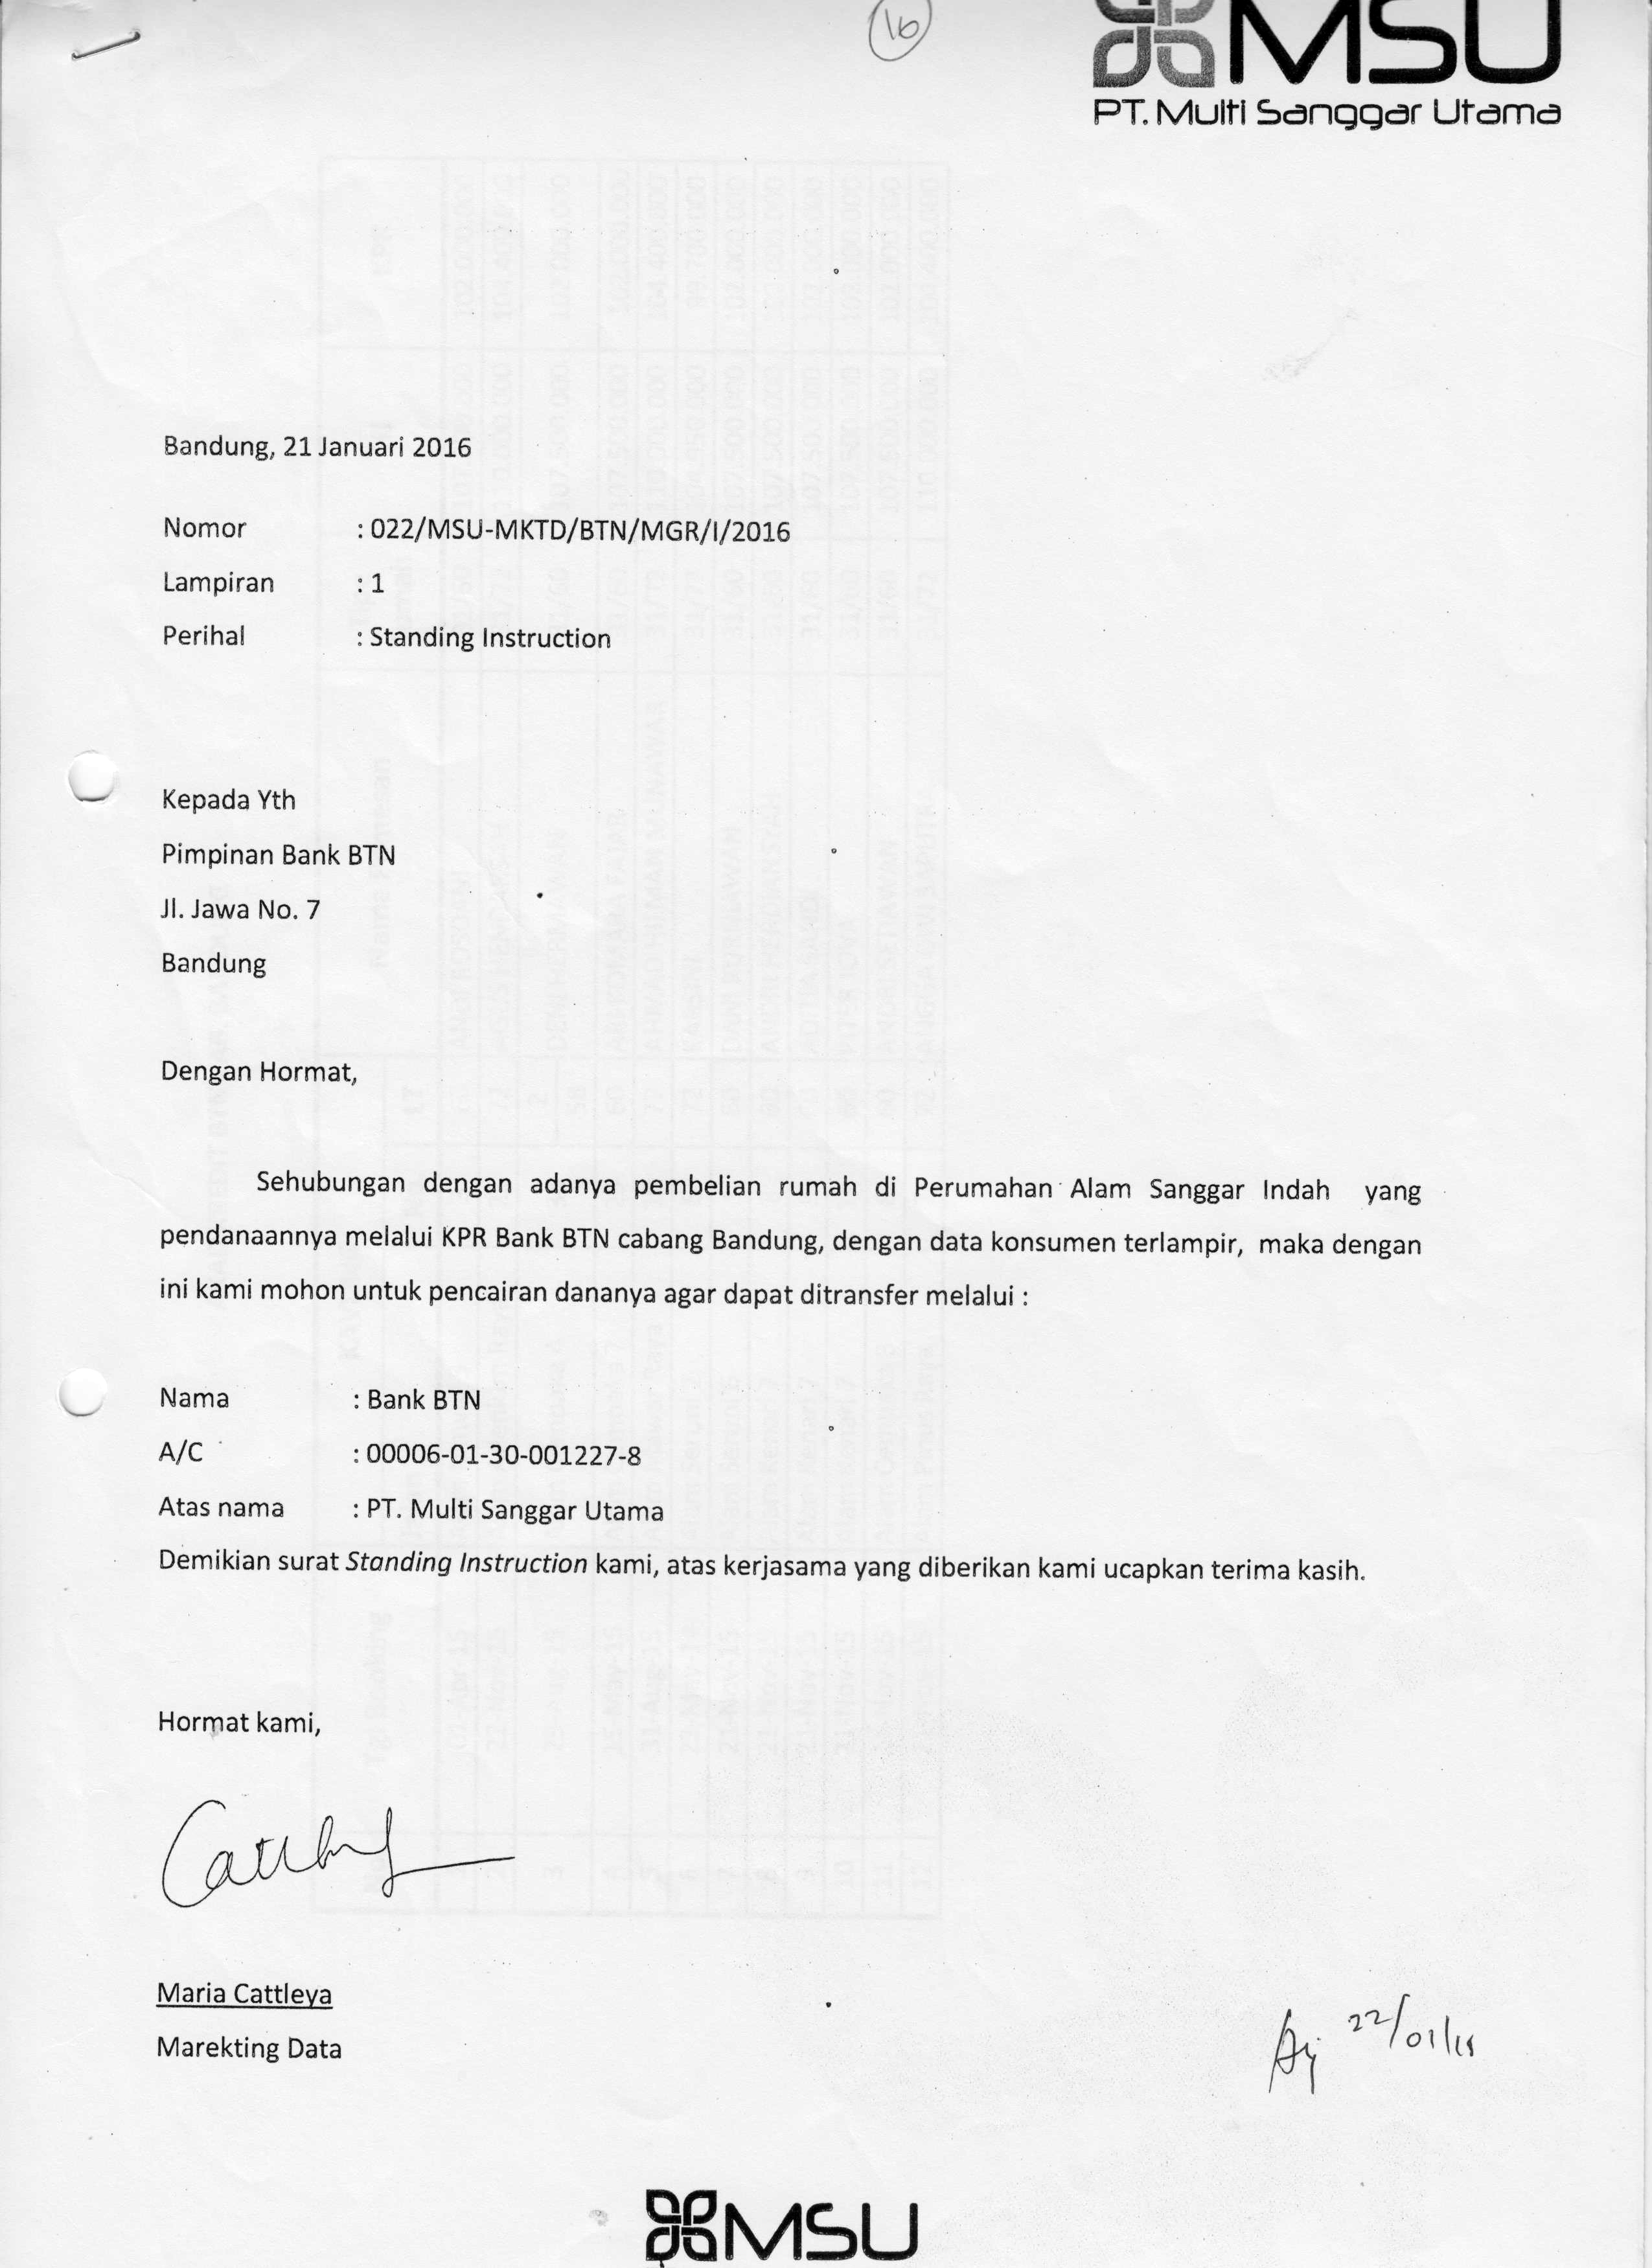 16
MSU
PT. Multi Sanggar Utama
Bandung, 21 Januari 2016
Nomor : 022/MSU-MKTD/BTN/MGR/I/2016
Lampiran : 1
Perihal : Standing Instruction
Kepada Yth
Pimpinan Bank BTN
Jl. Jawa No. 7
Bandung
Dengan Hormat,
Sehubungan dengan adanya pembelian rumah di Perumahan Alam Sanggar Indah yang
pendanaannya melalui KPR Bank BTN cabang Bandung, dengan data konsumen terlampir, maka dengan
ini kami mohon untuk pencairan dananya agar dapat ditransfer melalui :
Nama : Bank BTN
A/C : 00006-01-30-001227-8
Atas nama : PT. Multi Sanggar Utama
Demikian surat Standing Instruction kami, atas kerjasama yang diberikan kami ucapkan terima kasih.
Hormat kami,
Maria Cattleya
Marekting Data
MSU